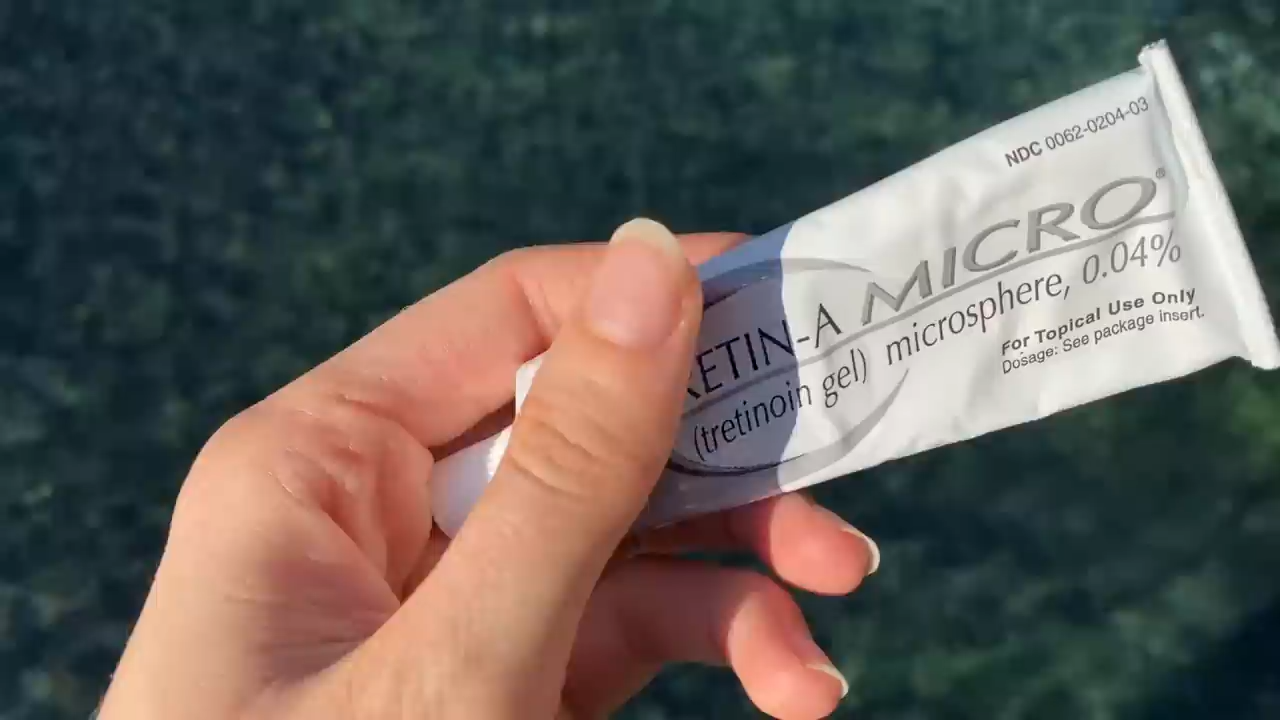 NDC 0062-0204-03
RETIN-A MICRO®
(tretinoin gel) microsphere, 0.04%
For Topical Use Only
Dosage: See package insert.